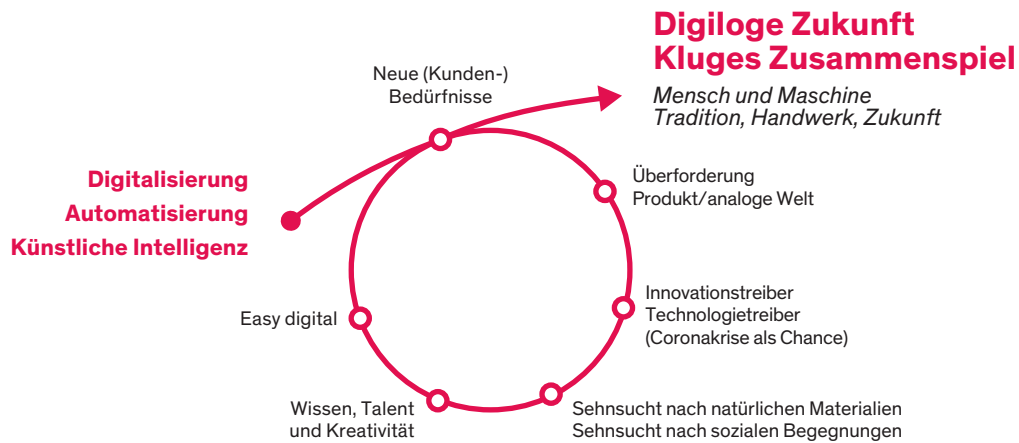 Digiloge Zukunft
Kluges Zusammenspiel
Mensch und Maschine
Tradition, Handwerk, Zukunft
Neue (Kunden-)
Bedürfnisse
Digitalisierung
Automatisierung
Künstliche Intelligenz
Überforderung
Produkt/analoge Welt
Innovationstreiber
Technologietreiber
(Coronakrise als Chance)
Easy digital
Wissen, Talent
und Kreativität
Sehnsucht nach natürlichen Materialien
Sehnsucht nach sozialen Begegnungen